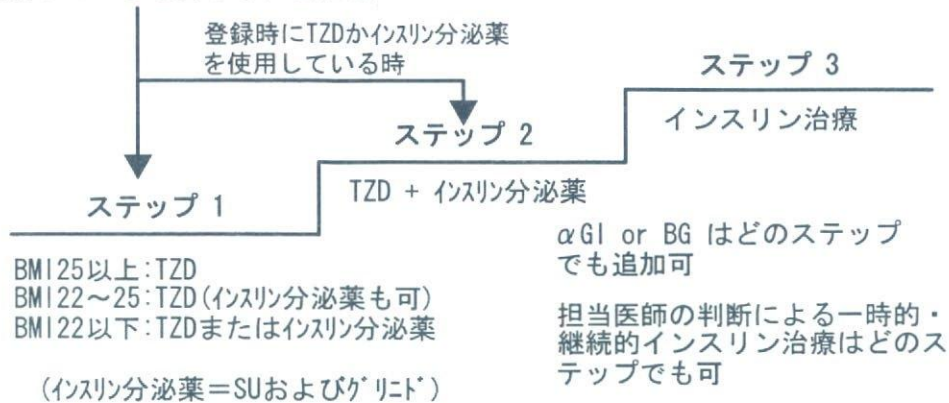 登録時にTZDかインスリン分泌薬
を使用している時
ステップ 3
ステップ 2
インスリン治療
ステップ 1
TZD + インスリン分泌薬
BMI25以上:TZD
BMI22～25:TZD(インスリン分泌薬も可)
BMI22以下:TZDまたはインスリン分泌薬
(インスリン分泌薬=SUおよびグリニド)
αGI or BG はどのステップ
でも追加可
担当医師の判断による一時的・
継続的インスリン治療はどのス
テップでも可